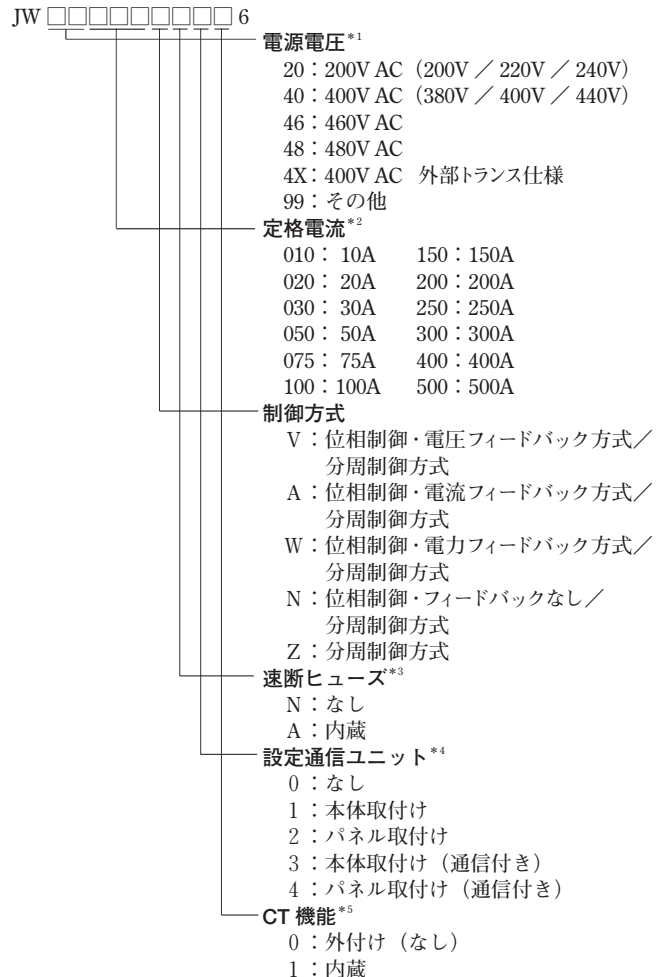 JW □□□□□□□□□ 6
電源電圧*1
20：200V AC（200V ／ 220V ／ 240V）
40：400V AC（380V ／ 400V ／ 440V）
46：460V AC
48：480V AC
4X：400V AC 外部トランス仕様
99：その他
定格電流*2
010： 10A 150：150A
020： 20A 200：200A
030： 30A 250：250A
050： 50A 300：300A
075： 75A 400：400A
100：100A 500：500A
制御方式
V：位相制御・電圧フィードバック方式／
分周制御方式
A：位相制御・電流フィードバック方式／
分周制御方式
W：位相制御・電力フィードバック方式／
分周制御方式
N：位相制御・フィードバックなし／
分周制御方式
Z：分周制御方式
速断ヒューズ*3
N：なし
A：内蔵
設定通信ユニット*4
0：なし
1：本体取付け
2：パネル取付け
3：本体取付け（通信付き）
4：パネル取付け（通信付き）
CT 機能*5
0：外付け（なし）
1：内蔵